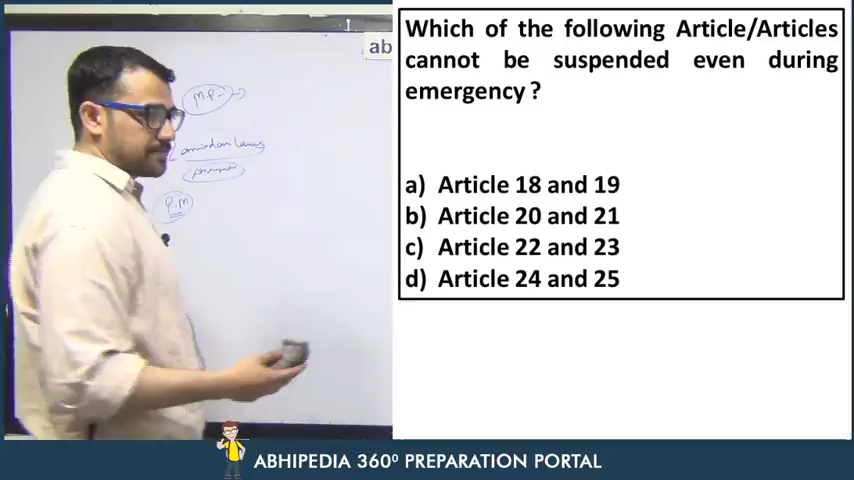 ab
M.P.
P.M
Which of the following Article/Articles
cannot be suspended even during
emergency ?
a) Article 18 and 19
b) Article 20 and 21
c) Article 22 and 23
d) Article 24 and 25
ABHIPEDIA 360⁰ PREPARATION PORTAL